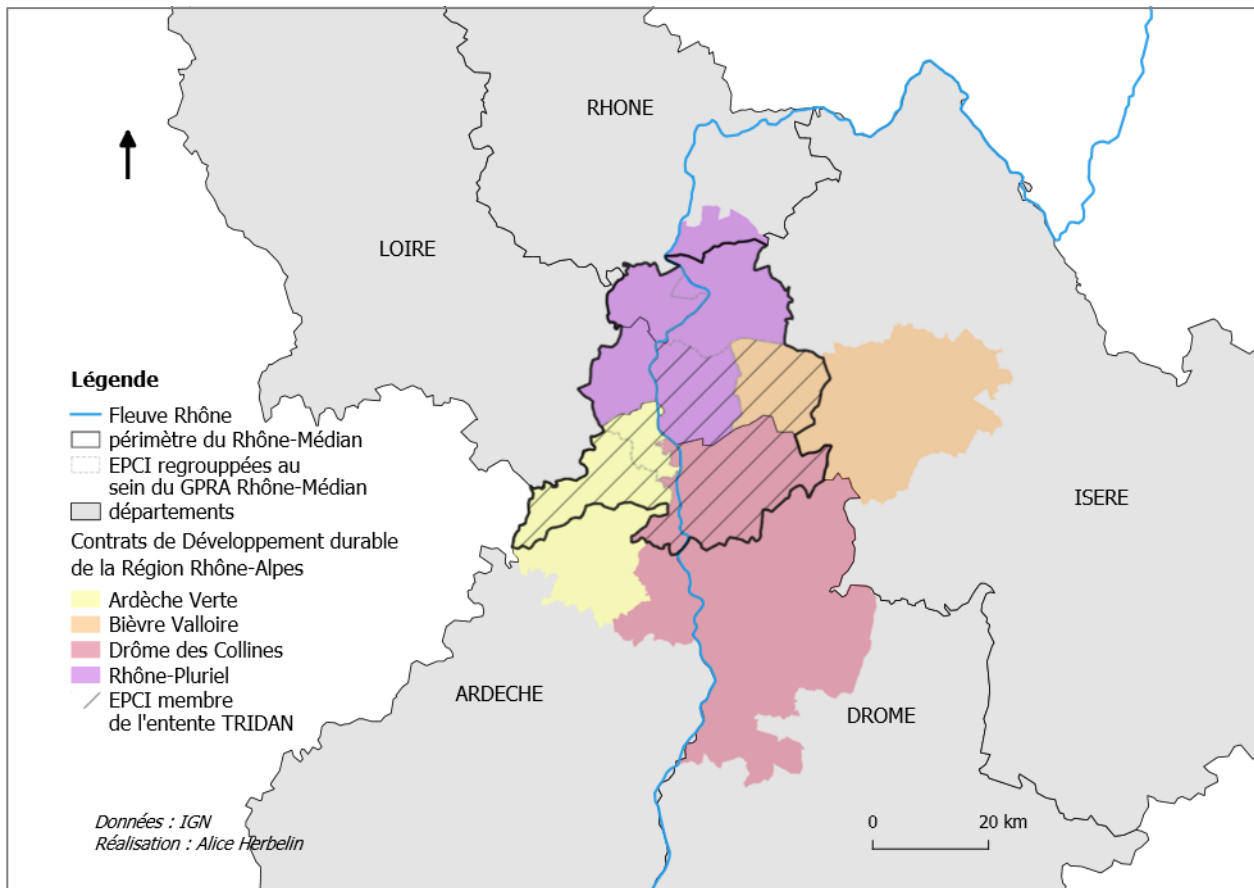 RHONE
LOIRE
ISERE
ARDECHE
DROME
Légende
Fleuve Rhône
périmètre du Rhône-Médian
EPCI regrouppées au
sein du GPRA Rhône-Médian
départements
Contrats de Développement durable
de la Région Rhône-Alpes
Ardèche Verte
Bièvre Valloire
Drôme des Collines
Rhône-Pluriel
EPCI membre
de l'entente TRIDAN
Données : IGN
Réalisation : Alice Herbelin
0 20 km